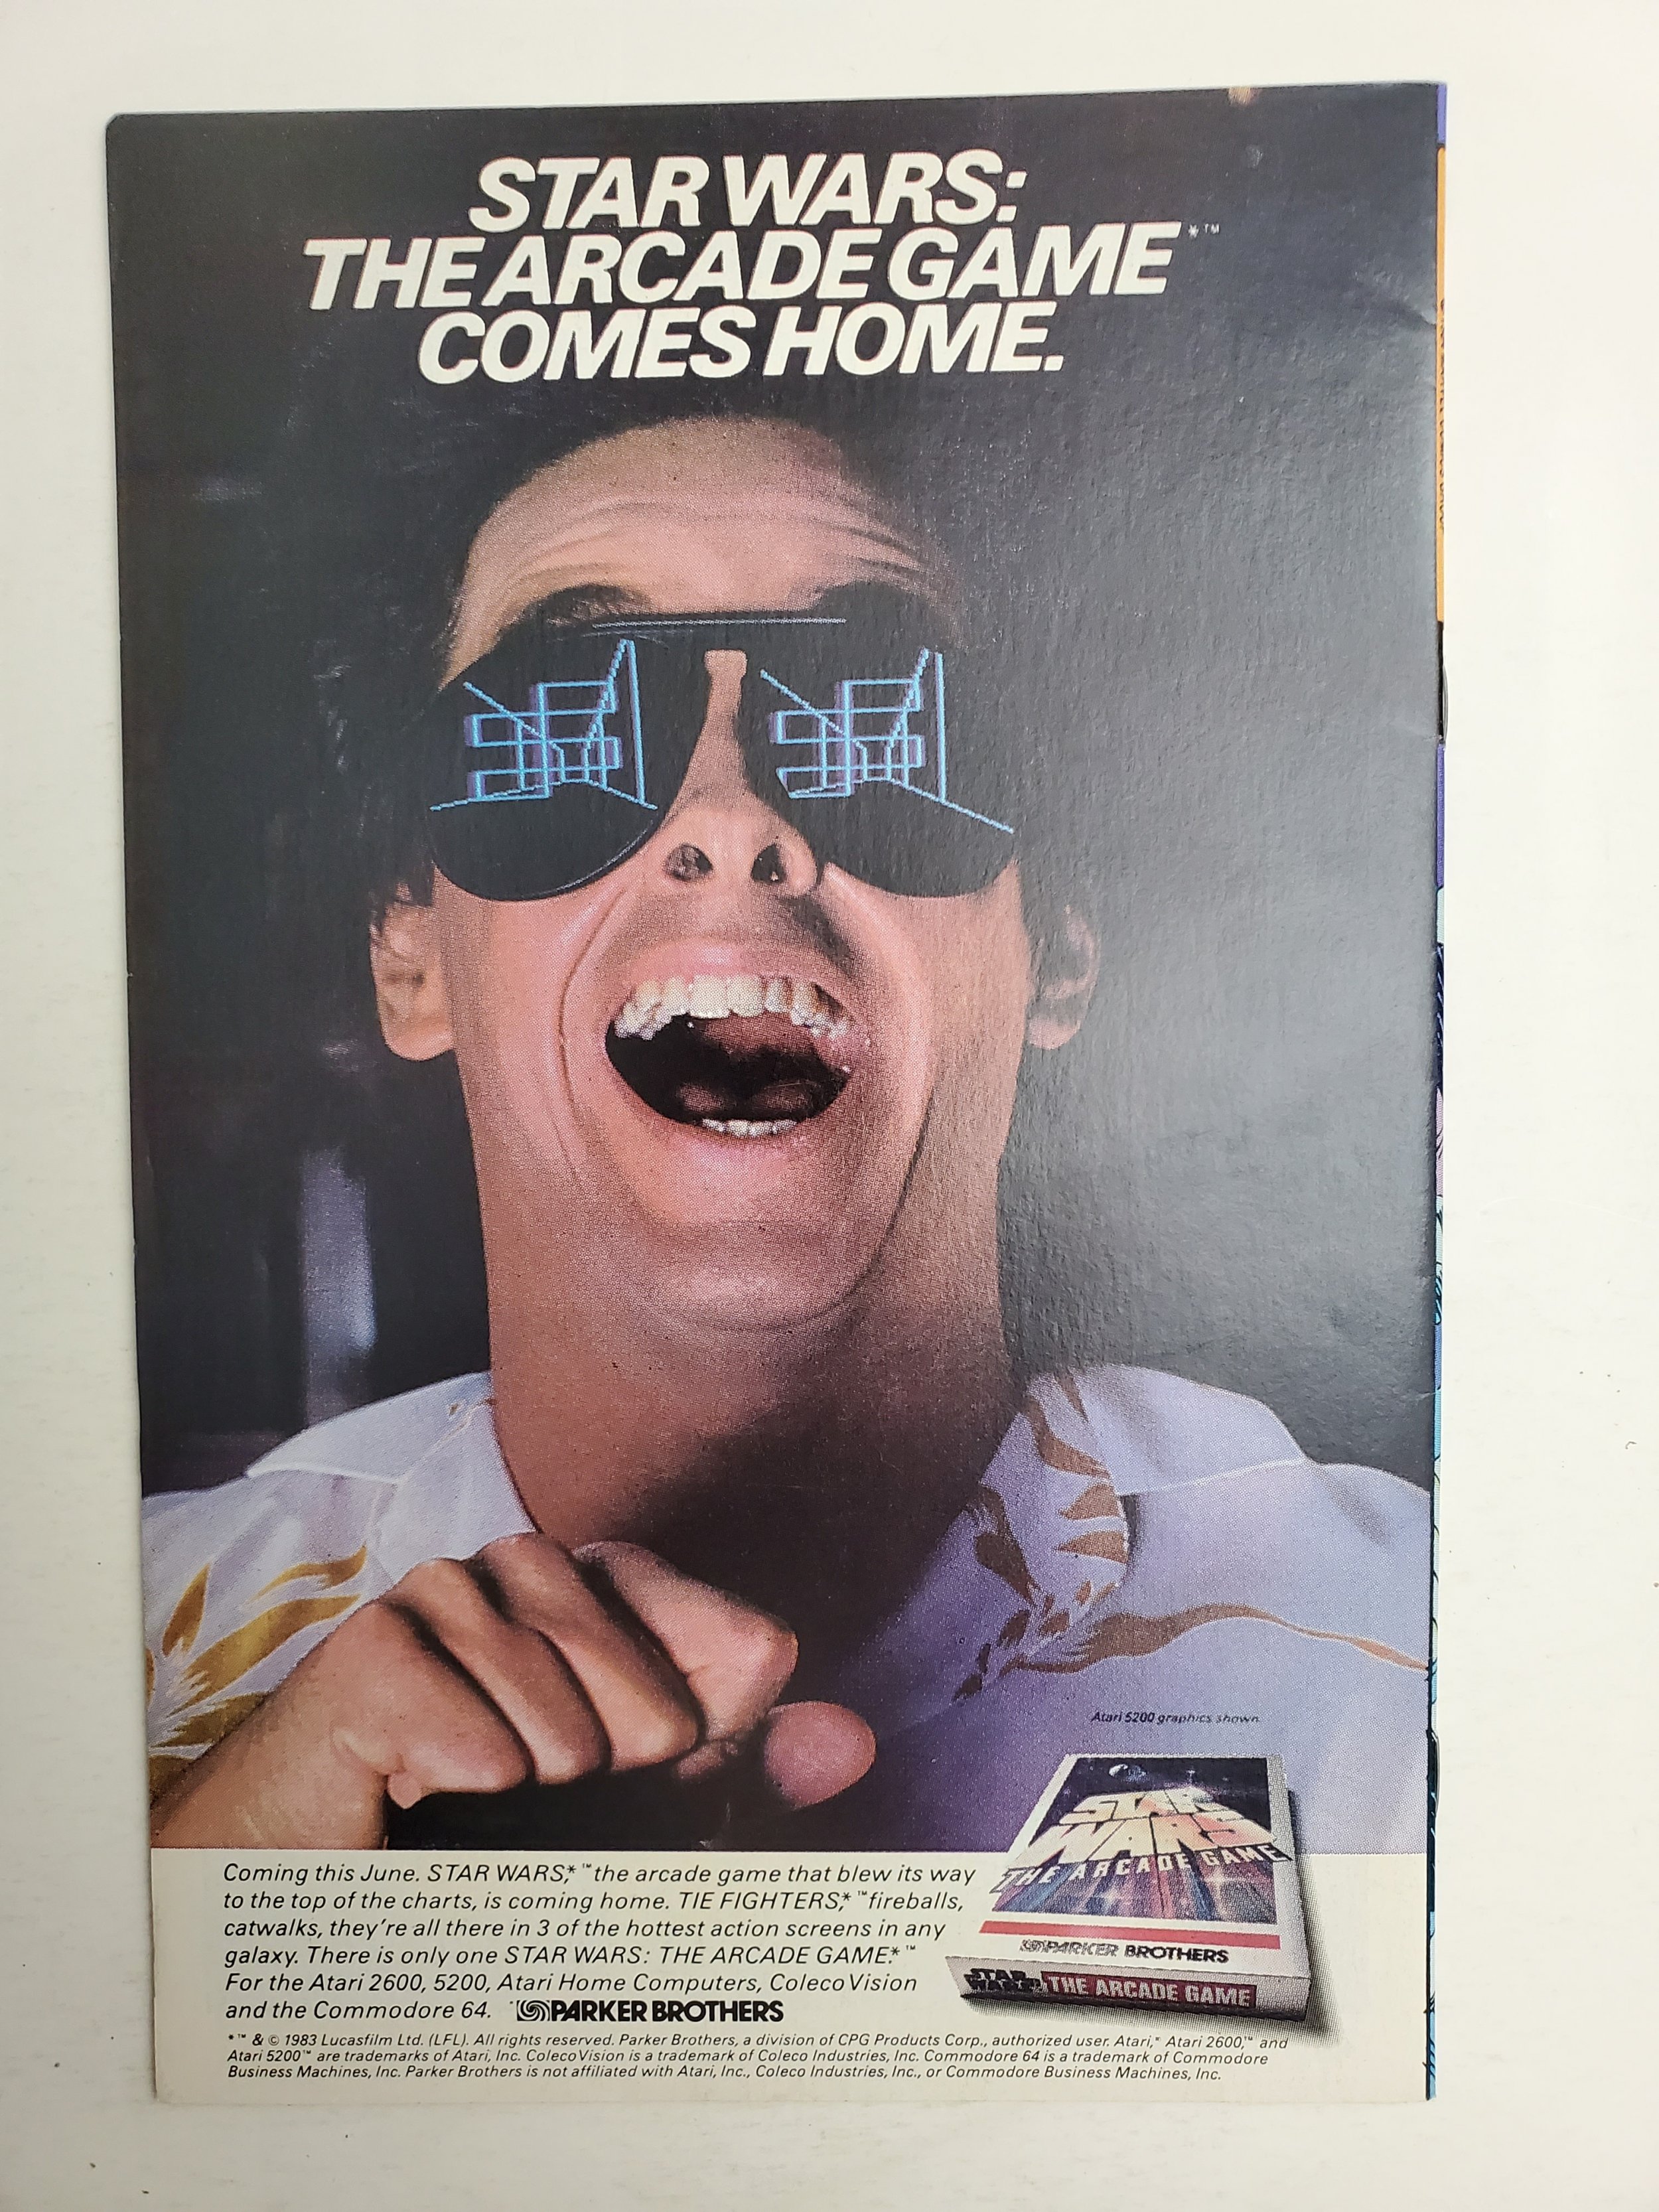 STAR WARS:
THE ARCADE GAME*™
COMES HOME.
Atari 5200 graphics shown.
STAR
WARS
THE ARCADE GAME
PARKER BROTHERS
STAR
WARS
THE ARCADE GAME
Coming this June. STAR WARS,*™ the arcade game that blew its way
to the top of the charts, is coming home. TIE FIGHTERS,*™ fireballs,
catwalks, they're all there in 3 of the hottest action screens in any
galaxy. There is only one STAR WARS: THE ARCADE GAME.*™
For the Atari 2600, 5200, Atari Home Computers, ColecoVision
and the Commodore 64. PARKER BROTHERS
*™ & © 1983 Lucasfilm Ltd. (LFL). All rights reserved. Parker Brothers, a division of CPG Products Corp., authorized user. Atari,® Atari 2600,™ and
Atari 5200™ are trademarks of Atari, Inc. ColecoVision is a trademark of Coleco Industries, Inc. Commodore 64 is a trademark of Commodore
Business Machines, Inc. Parker Brothers is not affiliated with Atari, Inc., Coleco Industries, Inc., or Commodore Business Machines, Inc.